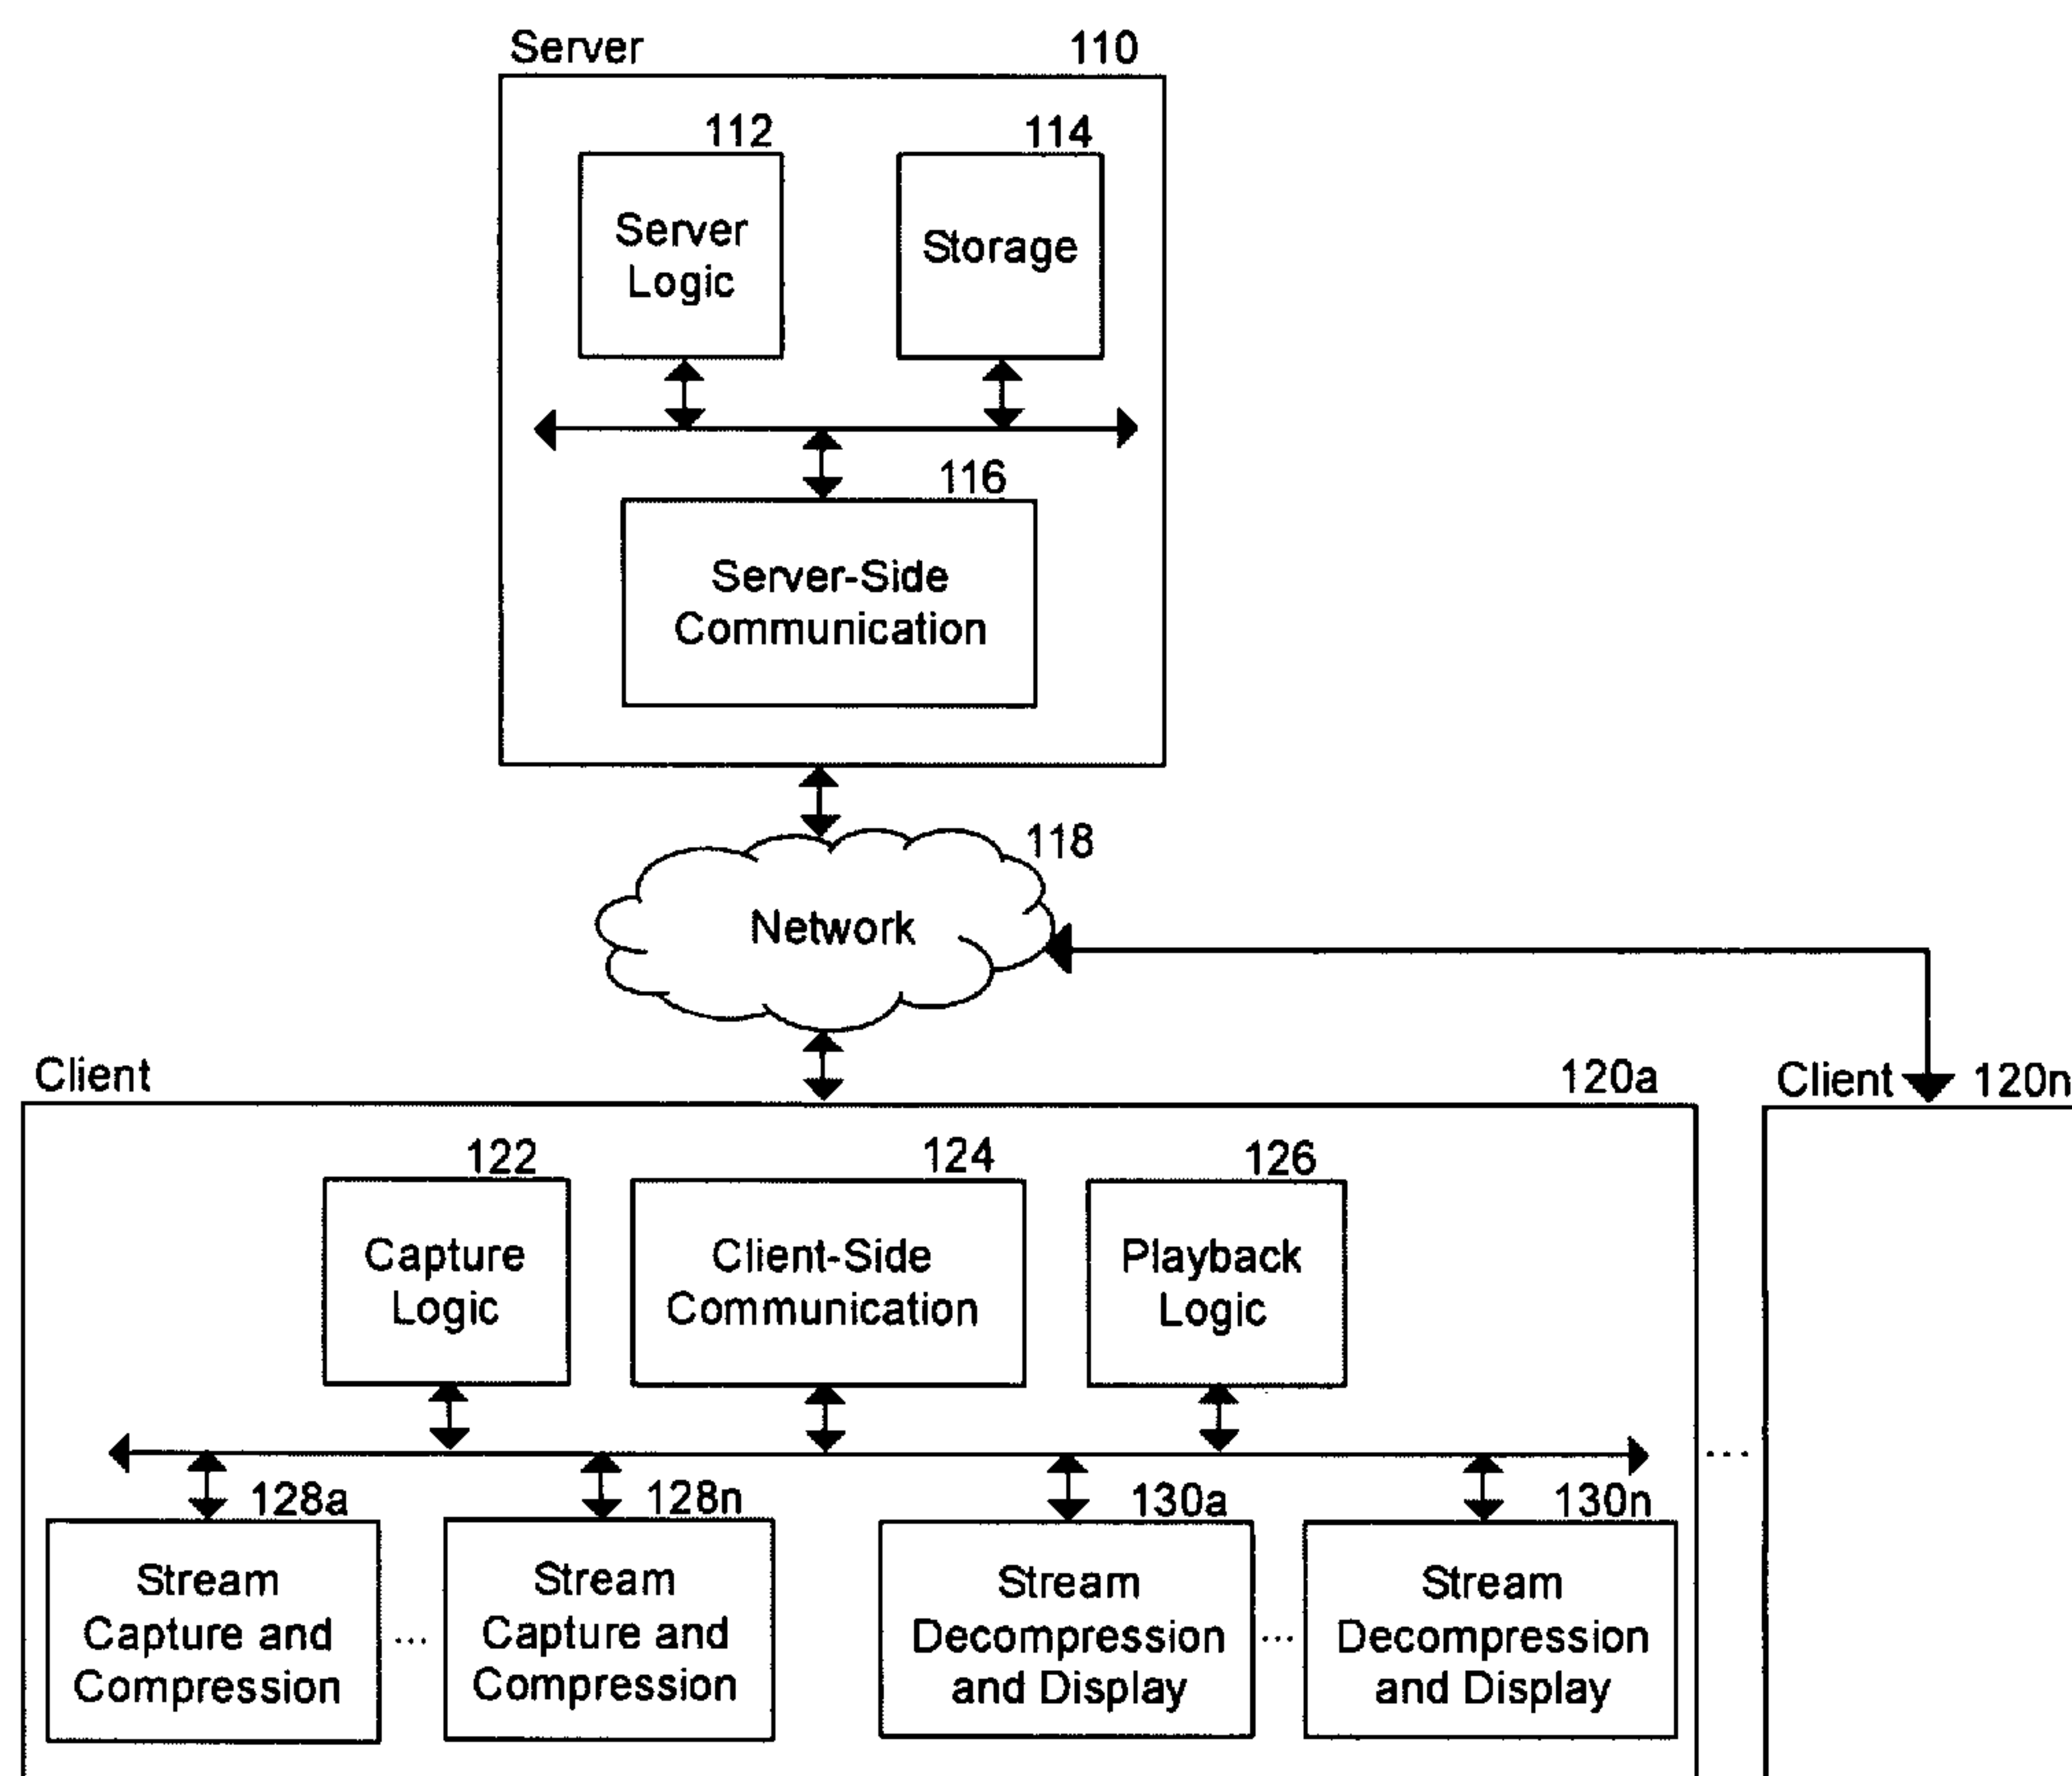 Server 110
112 114
Server
Logic
Storage
116
Server-Side
Communication
118
Network
Client 120a
Client 120n
122 124 126
Capture
Logic
Client-Side
Communication
Playback
Logic
...
128a 128n 130a 130n
Stream
Capture and
Compression
...
Stream
Capture and
Compression
Stream
Decompression
and Display
...
Stream
Decompression
and Display